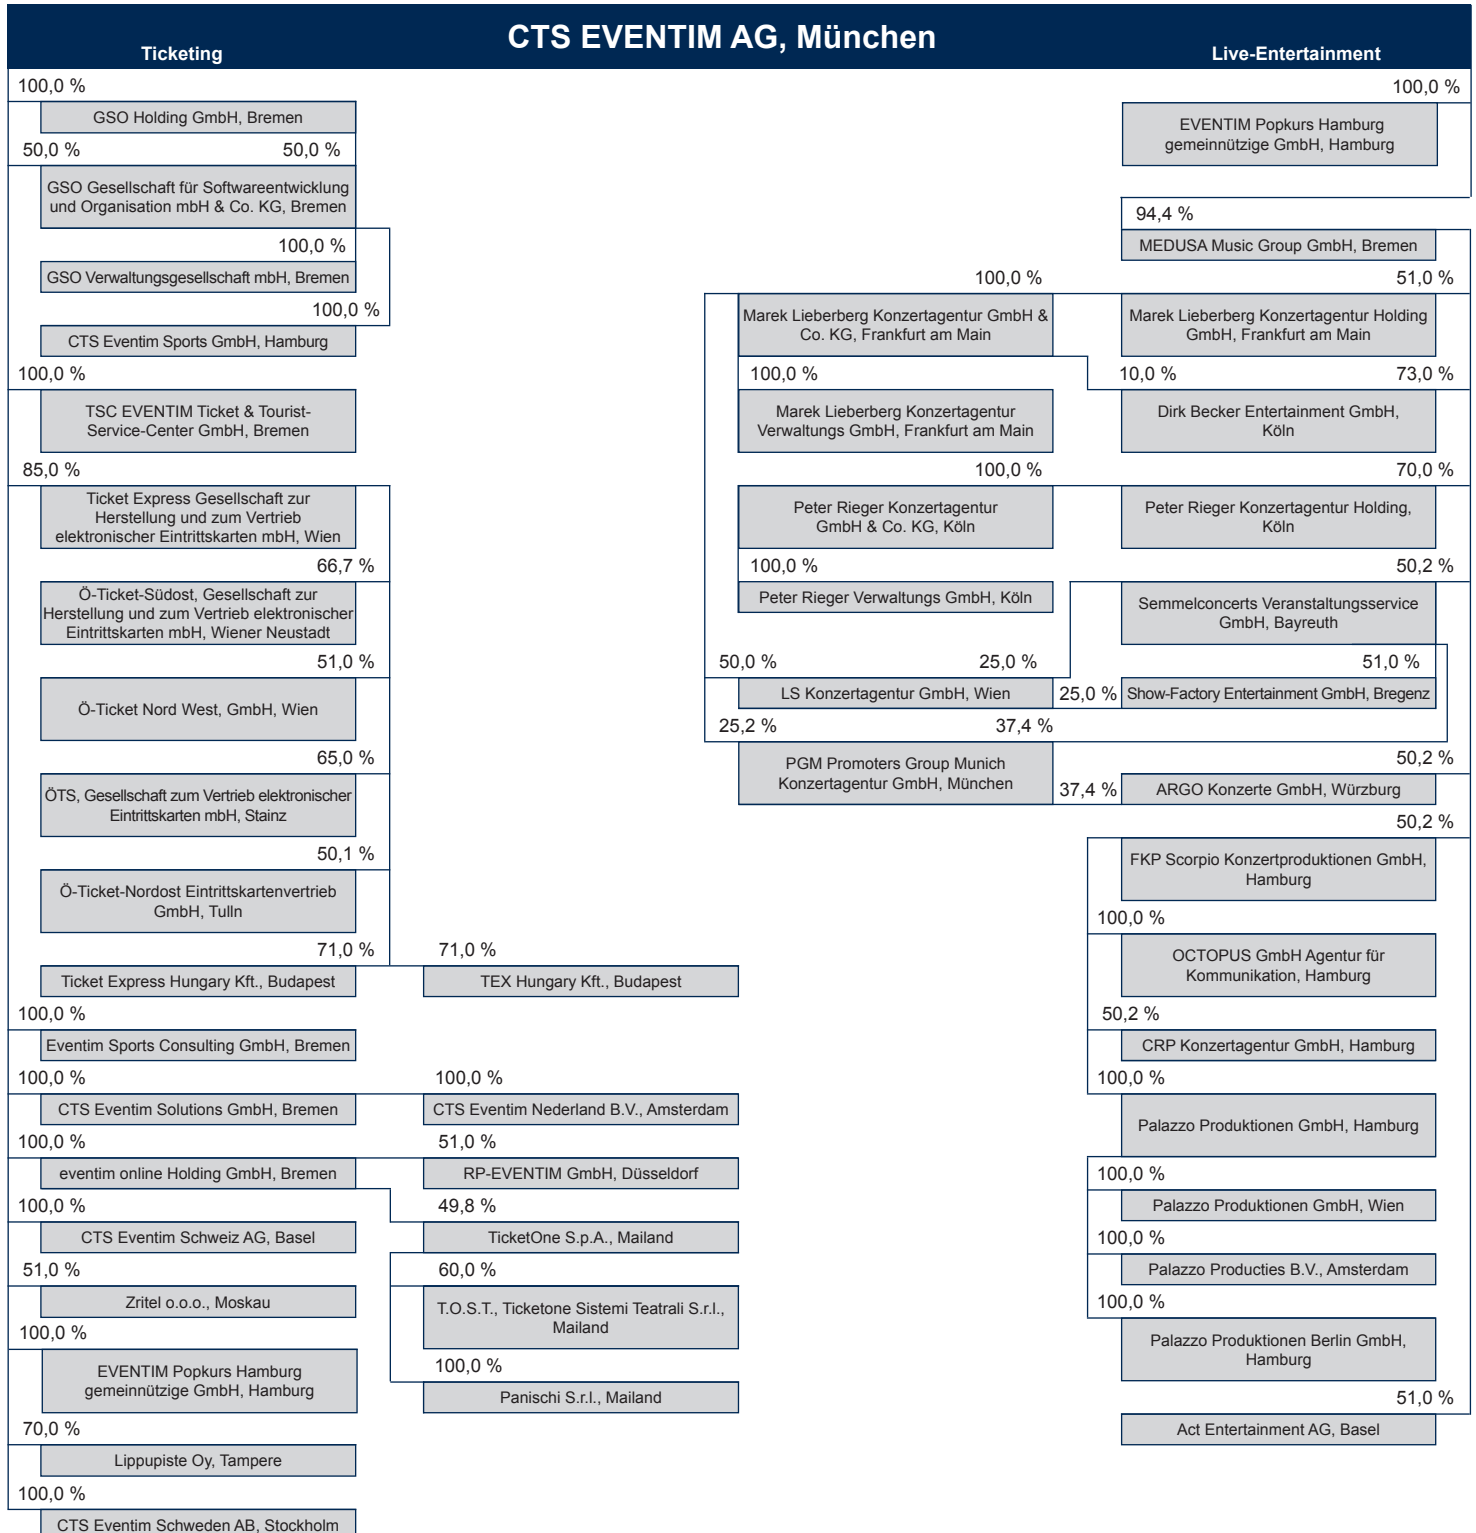 CTS EVENTIM AG, München
Ticketing
Live-Entertainment
100,0 %
GSO Holding GmbH, Bremen
50,0 %
50,0 %
GSO Gesellschaft für Softwareentwicklung
und Organisation mbH & Co. KG, Bremen
100,0 %
GSO Verwaltungsgesellschaft mbH, Bremen
100,0 %
CTS Eventim Sports GmbH, Hamburg
100,0 %
TSC EVENTIM Ticket & Tourist-
Service-Center GmbH, Bremen
85,0 %
Ticket Express Gesellschaft zur
Herstellung und zum Vertrieb
elektronischer Eintrittskarten mbH, Wien
66,7 %
Ö-Ticket-Südost, Gesellschaft zur
Herstellung und zum Vertrieb elektronischer
Eintrittskarten mbH, Wiener Neustadt
51,0 %
Ö-Ticket Nord West, GmbH, Wien
65,0 %
ÖTS, Gesellschaft zum Vertrieb elektronischer
Eintrittskarten mbH, Stainz
50,1 %
Ö-Ticket-Nordost Eintrittskartenvertrieb
GmbH, Tulln
71,0 %
Ticket Express Hungary Kft., Budapest
71,0 %
TEX Hungary Kft., Budapest
100,0 %
Eventim Sports Consulting GmbH, Bremen
100,0 %
CTS Eventim Solutions GmbH, Bremen
100,0 %
CTS Eventim Nederland B.V., Amsterdam
100,0 %
eventim online Holding GmbH, Bremen
51,0 %
RP-EVENTIM GmbH, Düsseldorf
100,0 %
CTS Eventim Schweiz AG, Basel
49,8 %
TicketOne S.p.A., Mailand
51,0 %
Zritel o.o.o., Moskau
60,0 %
T.O.S.T., Ticketone Sistemi Teatrali S.r.l.,
Mailand
100,0 %
EVENTIM Popkurs Hamburg
gemeinnützige GmbH, Hamburg
100,0 %
Panischi S.r.l., Mailand
70,0 %
Lippupiste Oy, Tampere
100,0 %
CTS Eventim Schweden AB, Stockholm
100,0 %
EVENTIM Popkurs Hamburg
gemeinnützige GmbH, Hamburg
94,4 %
MEDUSA Music Group GmbH, Bremen
100,0 %
51,0 %
Marek Lieberberg Konzertagentur GmbH &
Co. KG, Frankfurt am Main
Marek Lieberberg Konzertagentur Holding
GmbH, Frankfurt am Main
100,0 %
10,0 %
73,0 %
Marek Lieberberg Konzertagentur
Verwaltungs GmbH, Frankfurt am Main
Dirk Becker Entertainment GmbH,
Köln
100,0 %
70,0 %
Peter Rieger Konzertagentur
GmbH & Co. KG, Köln
Peter Rieger Konzertagentur Holding,
Köln
100,0 %
50,2 %
Peter Rieger Verwaltungs GmbH, Köln
Semmelconcerts Veranstaltungsservice
GmbH, Bayreuth
50,0 %
25,0 %
51,0 %
LS Konzertagentur GmbH, Wien
25,0 %
Show-Factory Entertainment GmbH, Bregenz
25,2 %
37,4 %
50,2 %
PGM Promoters Group Munich
Konzertagentur GmbH, München
37,4 %
ARGO Konzerte GmbH, Würzburg
50,2 %
FKP Scorpio Konzertproduktionen GmbH,
Hamburg
100,0 %
OCTOPUS GmbH Agentur für
Kommunikation, Hamburg
50,2 %
CRP Konzertagentur GmbH, Hamburg
100,0 %
Palazzo Produktionen GmbH, Hamburg
100,0 %
Palazzo Produktionen GmbH, Wien
100,0 %
Palazzo Producties B.V., Amsterdam
100,0 %
Palazzo Produktionen Berlin GmbH,
Hamburg
51,0 %
Act Entertainment AG, Basel